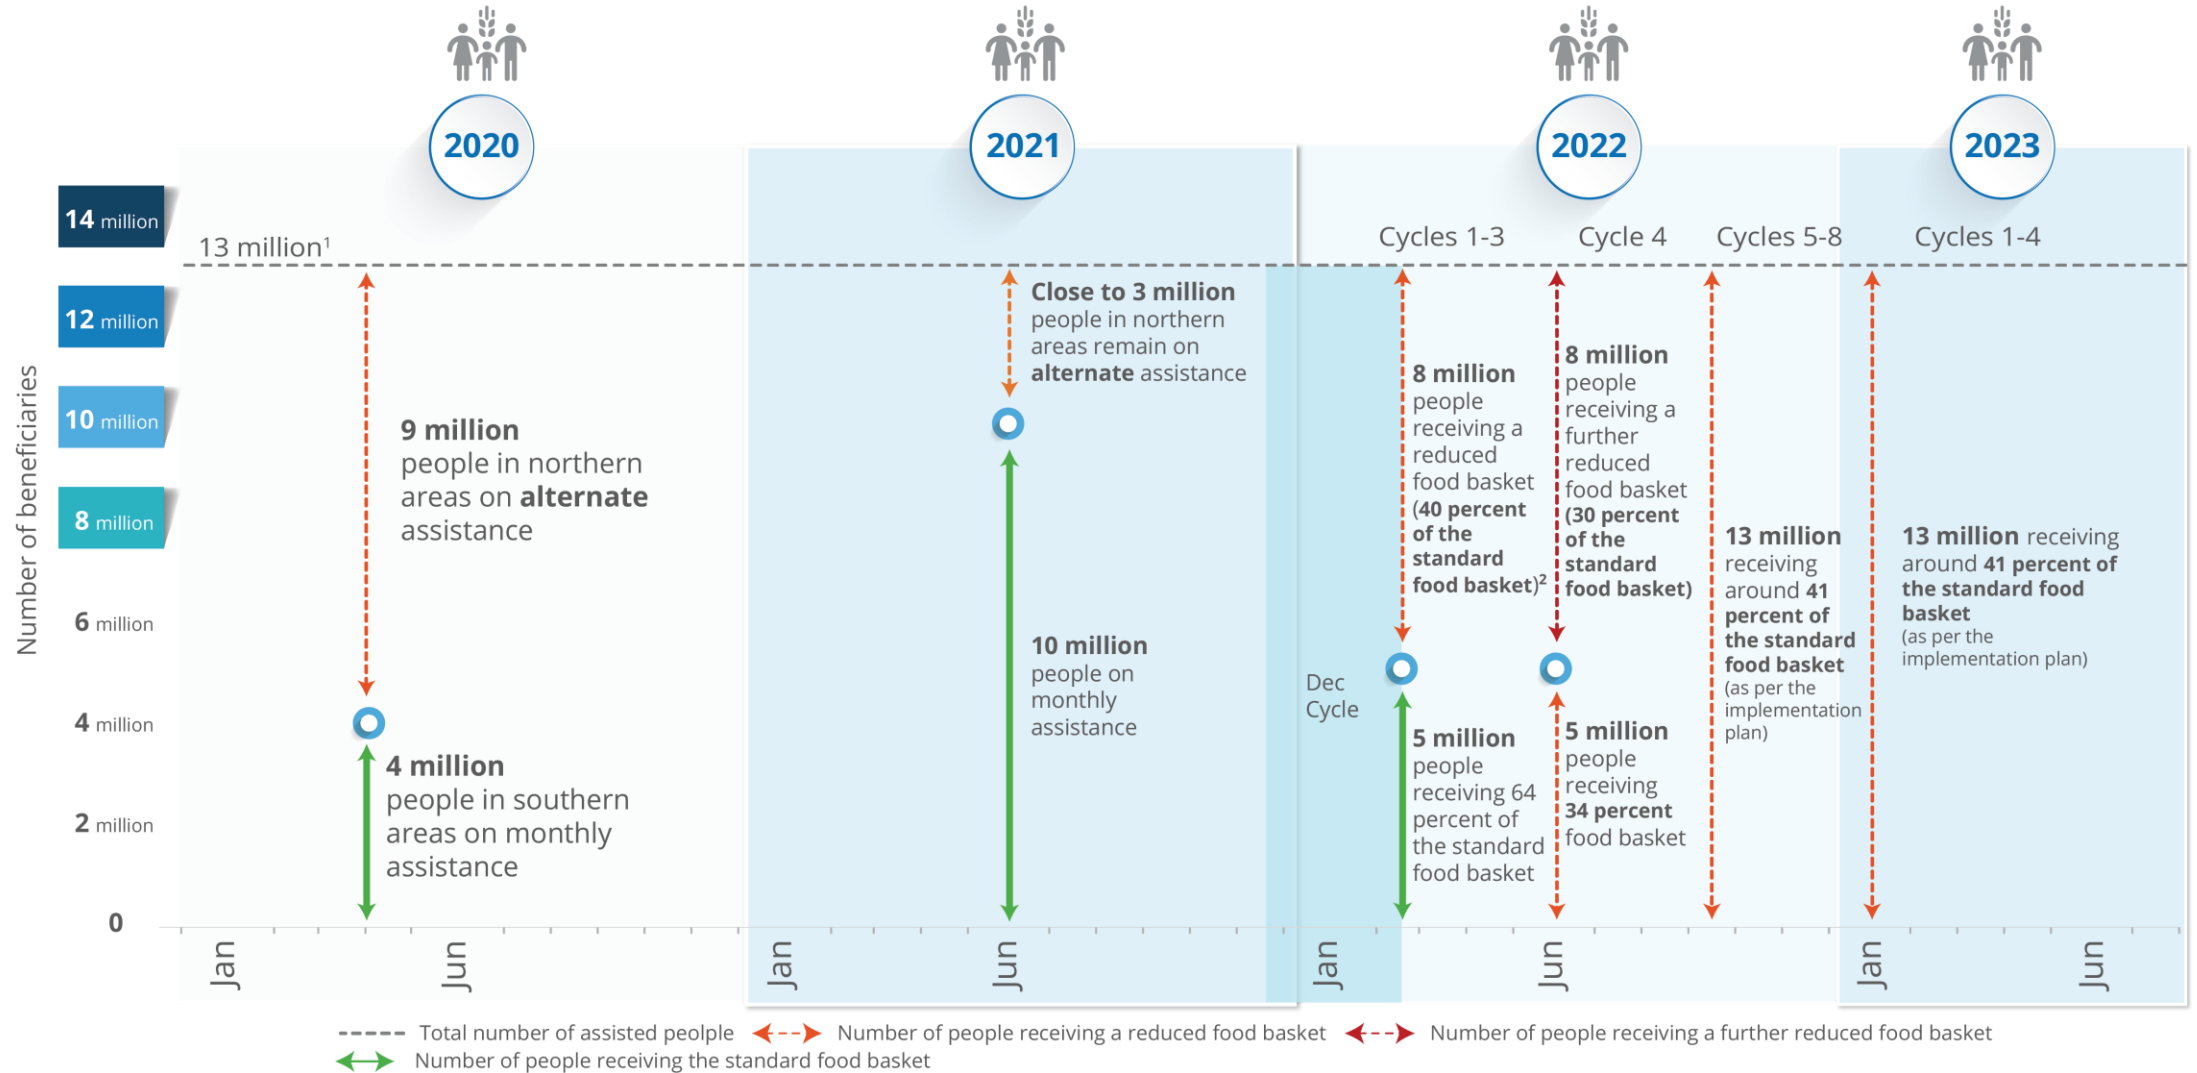 2020
2021
2022
2023
Number of beneficiaries
14 million
12 million
10 million
8 million
6 million
4 million
2 million
0
13 million¹
9 million
people in northern
areas on alternate
assistance
4 million
people in southern
areas on monthly
assistance
Close to 3 million
people in northern
areas remain on
alternate assistance
10 million
people on
monthly
assistance
Dec
Cycle
Cycles 1-3
8 million
people
receiving a
reduced
food basket
(40 percent
of the
standard
food basket)²
5 million
people
receiving 64
percent of
the standard
food basket
Cycle 4
8 million
people
receiving a
further
reduced
food basket
(30 percent
of the
standard
food basket)
5 million
people
receiving
34 percent
food basket
Cycles 5-8
13 million
receiving
around 41
percent of
the standard
food basket
(as per the
implementation
plan)
Cycles 1-4
13 million receiving
around 41 percent of
the standard food
basket
(as per the
implementation plan)
Jan
Jun
Jan
Jun
Jan
Jun
Jan
Jun
Total number of assisted peolple
Number of people receiving a reduced food basket
Number of people receiving a further reduced food basket
Number of people receiving the standard food basket